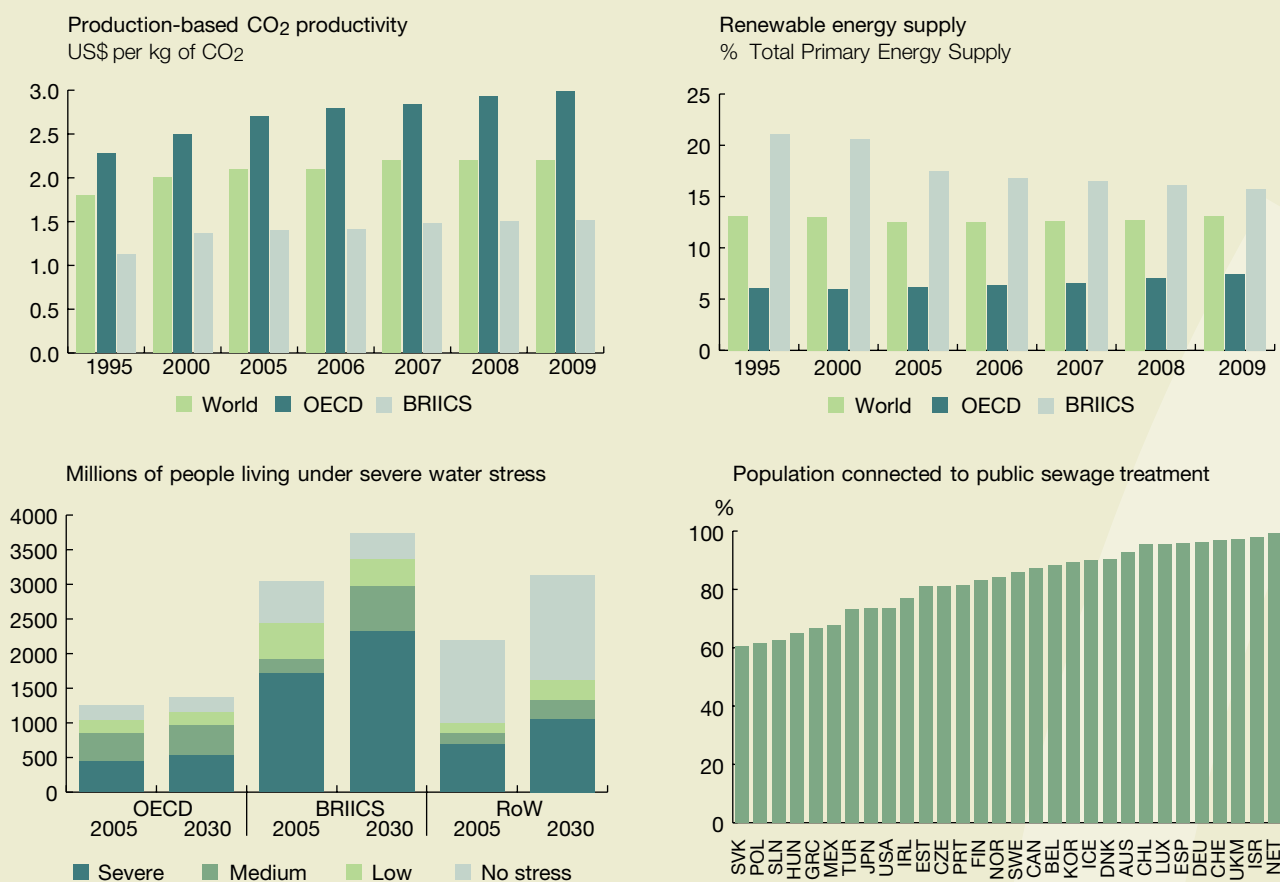 Production-based CO2 productivity
US$ per kg of CO2
3.0
2.5
2.0
1.5
1.0
0.5
0.0
1995 2000 2005 2006 2007 2008 2009
World OECD BRIICS
Renewable energy supply
% Total Primary Energy Supply
25
20
15
10
5
0
1995 2000 2005 2006 2007 2008 2009
World OECD BRIICS
Millions of people living under severe water stress
4000
3500
3000
2500
2000
1500
1000
500
0
OECD BRIICS RoW
2005 2030 2005 2030 2005 2030
Severe Medium Low No stress
Population connected to public sewage treatment
%
100
80
60
40
20
0
SVK POL SLN HUN GRC MEX TUR JPN USA IRL EST CZE PRT FIN NOR SWE CAN BEL KOR ICE DNK AUS CHL LUX ESP DEU CHE UKM ISR NET